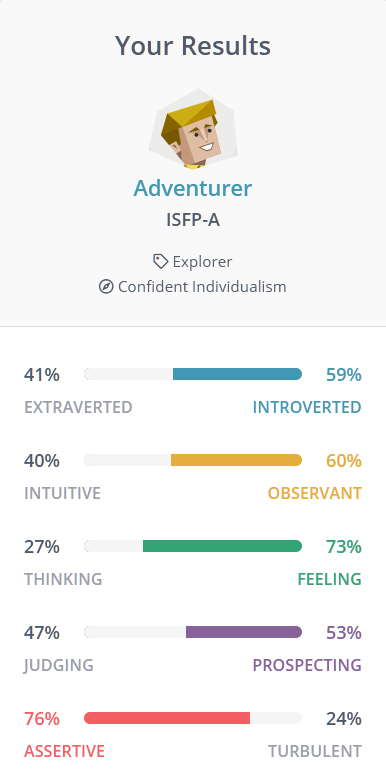 Your Results
Adventurer
ISFP-A
Explorer
Confident Individualism
41% 59%
EXTRAVERTED INTROVERTED
40% 60%
INTUITIVE OBSERVANT
27% 73%
THINKING FEELING
47% 53%
JUDGING PROSPECTING
76% 24%
ASSERTIVE TURBULENT